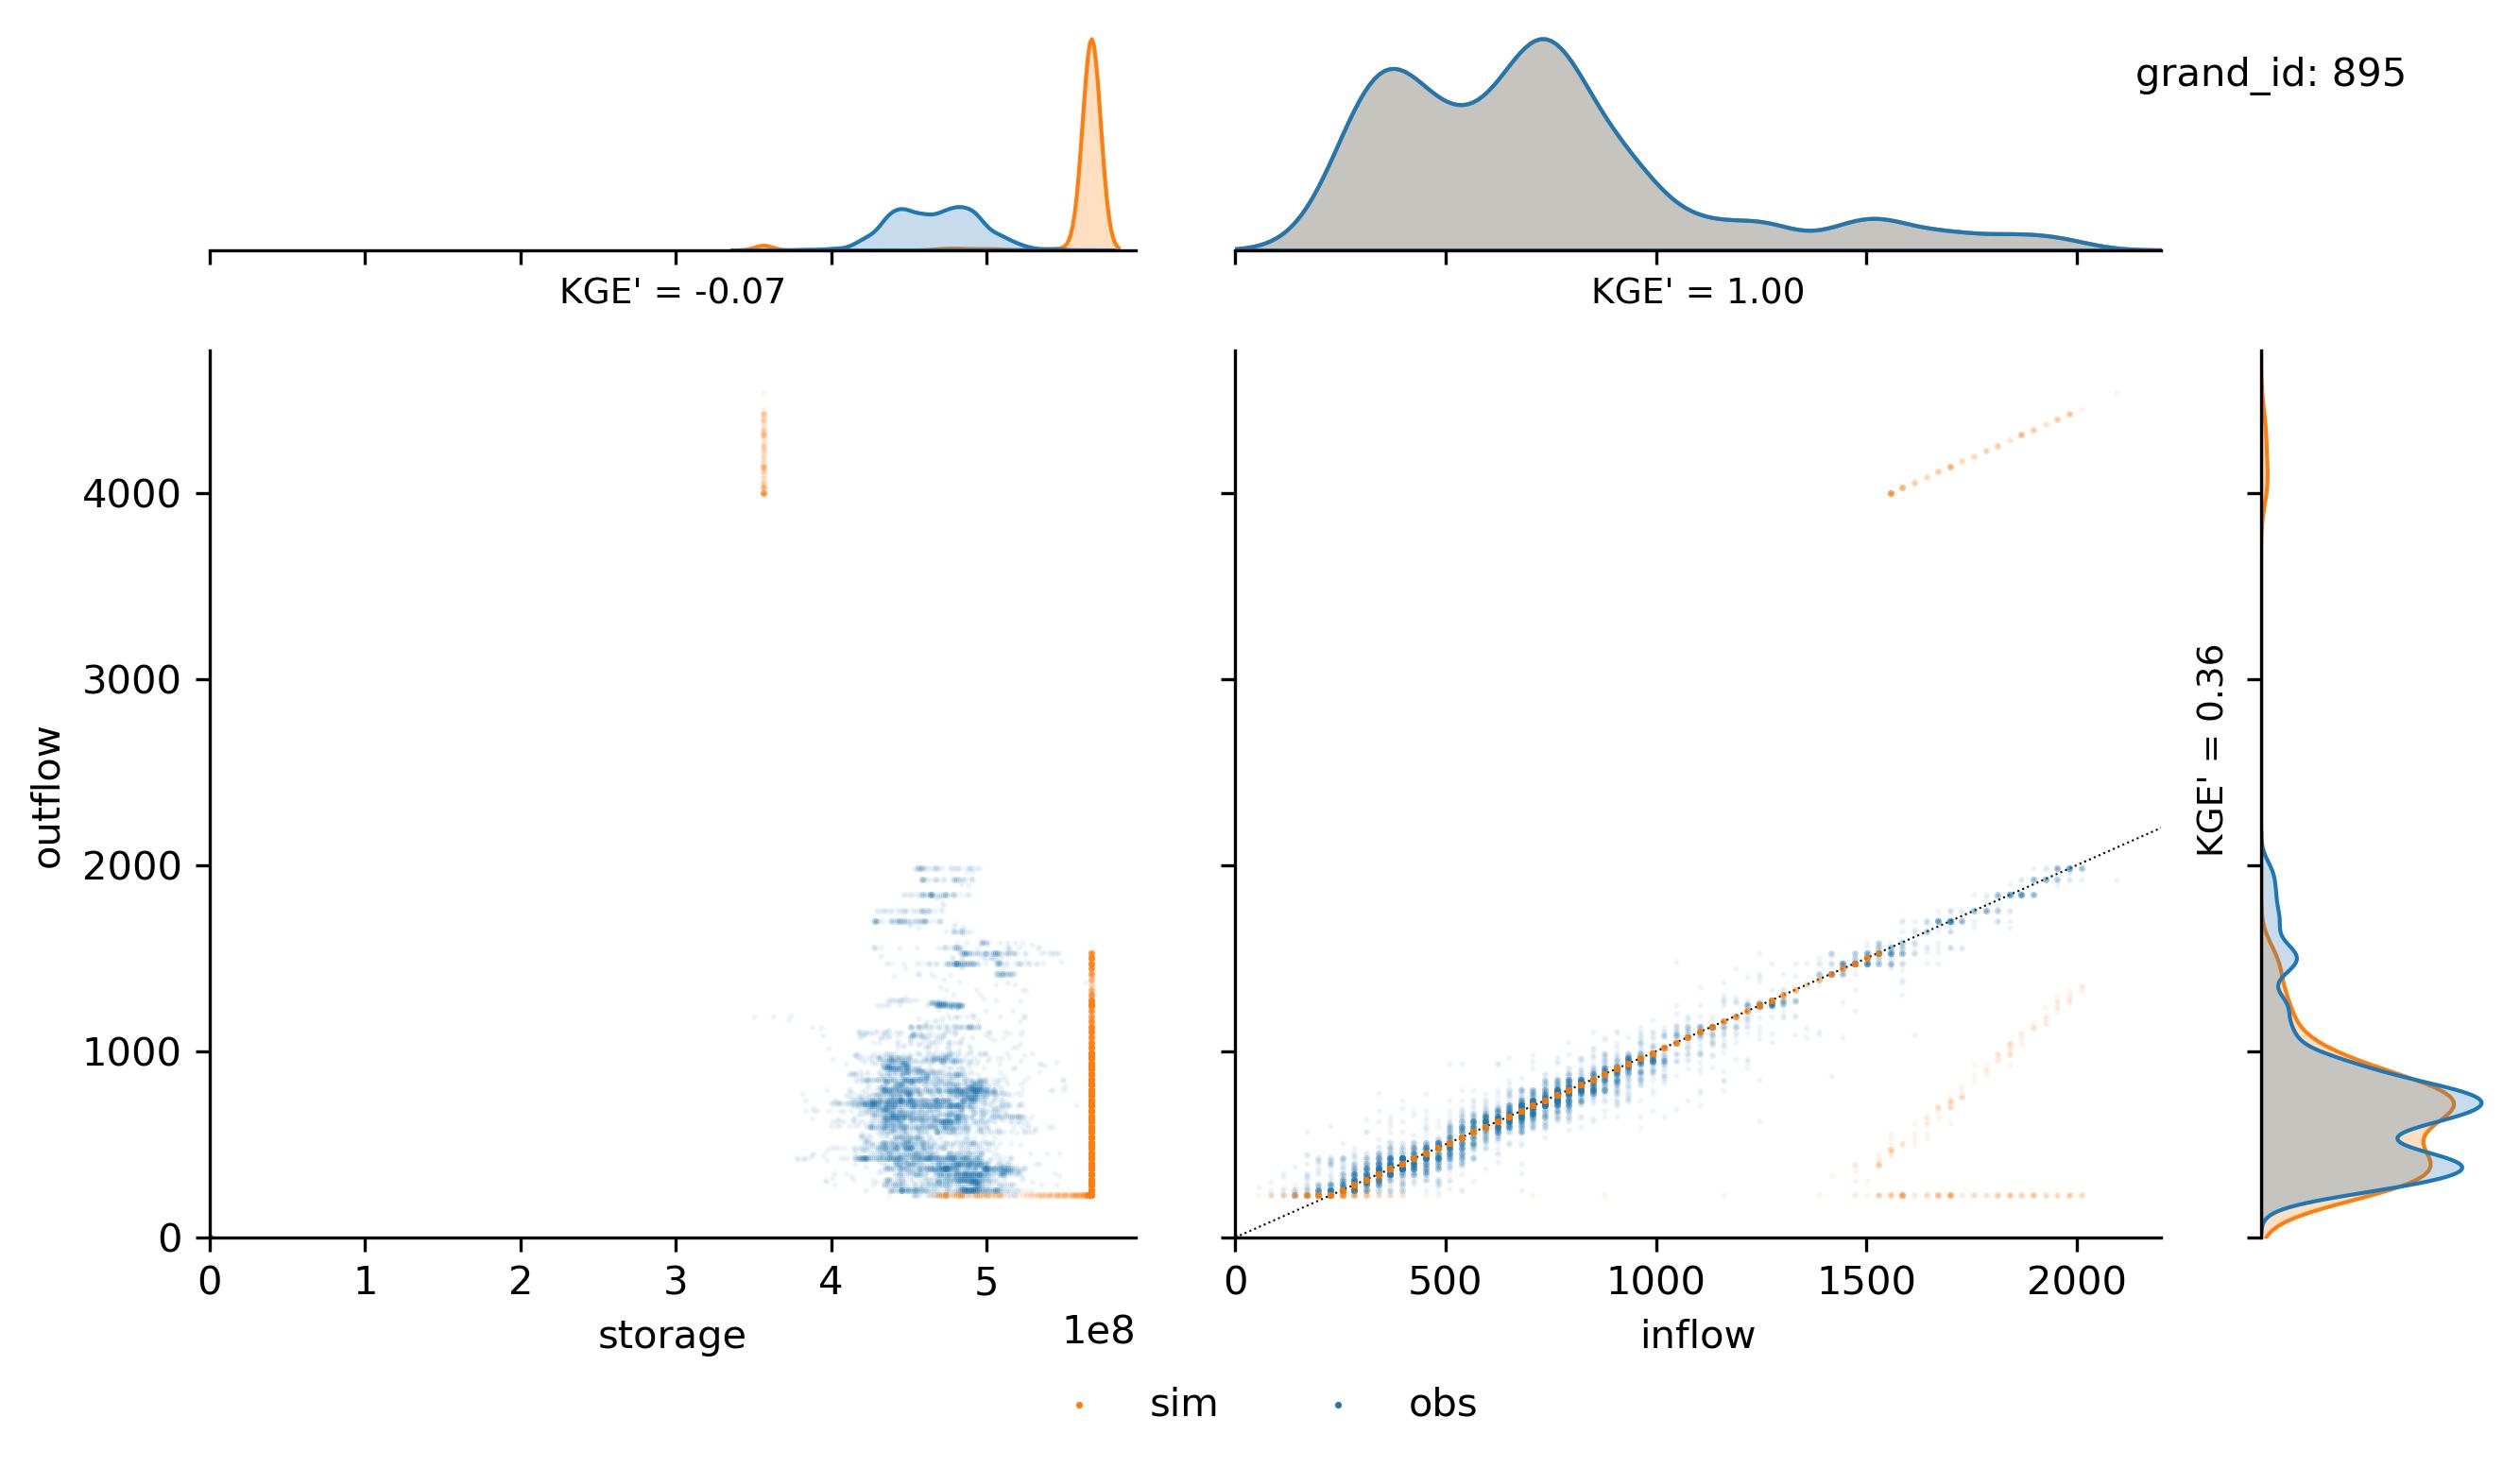 grand_id: 895
KGE' = -0.07
KGE' = 1.00
outflow
4000
3000
2000
1000
0
KGE' = 0.36
0 1 2 3 4 5
1e8
storage
0 500 1000 1500 2000
inflow
sim obs